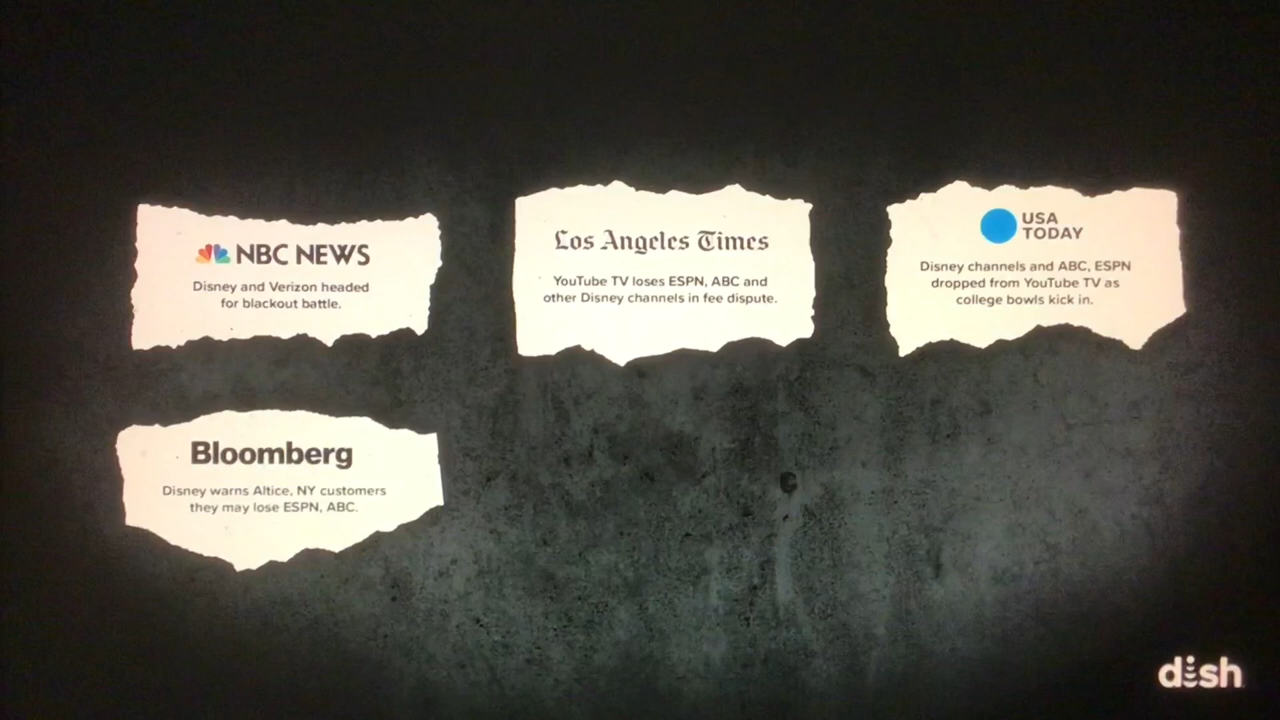 NBC NEWS
Disney and Verizon headed
for blackout battle.
Los Angeles Times
YouTube TV loses ESPN, ABC and
other Disney channels in fee dispute.
USA
TODAY
Disney channels and ABC, ESPN
dropped from YouTube TV as
college bowls kick in.
Bloomberg
Disney warns Altice, NY customers
they may lose ESPN, ABC.
dish